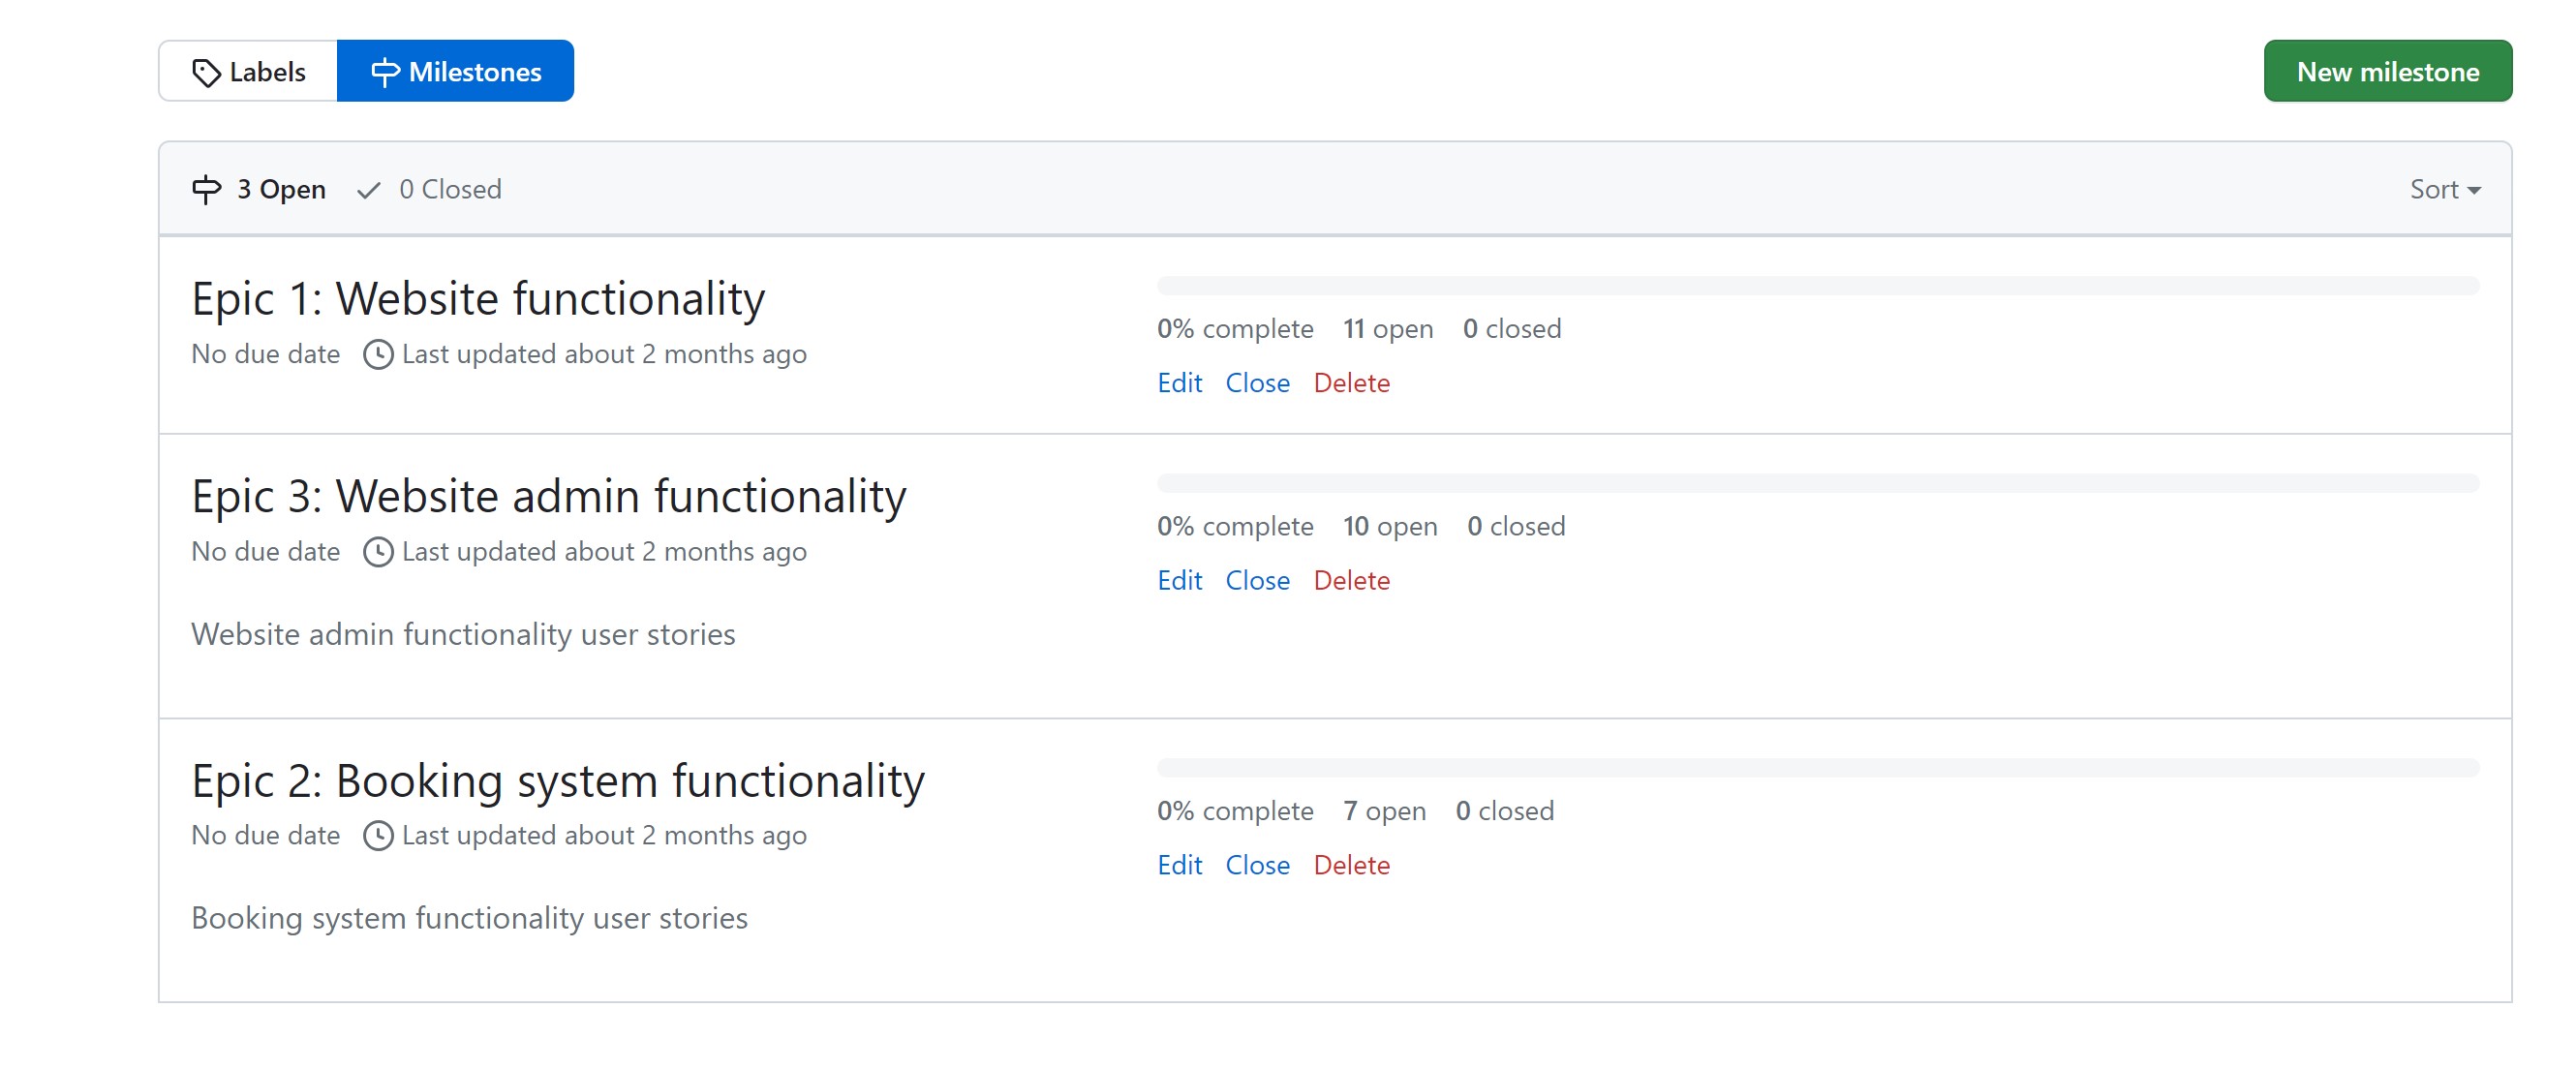 Labels Milestones New milestone
3 Open 0 Closed Sort
Epic 1: Website functionality
No due date Last updated about 2 months ago
0% complete 11 open 0 closed
Edit Close Delete
Epic 3: Website admin functionality
No due date Last updated about 2 months ago
Website admin functionality user stories
0% complete 10 open 0 closed
Edit Close Delete
Epic 2: Booking system functionality
No due date Last updated about 2 months ago
Booking system functionality user stories
0% complete 7 open 0 closed
Edit Close Delete